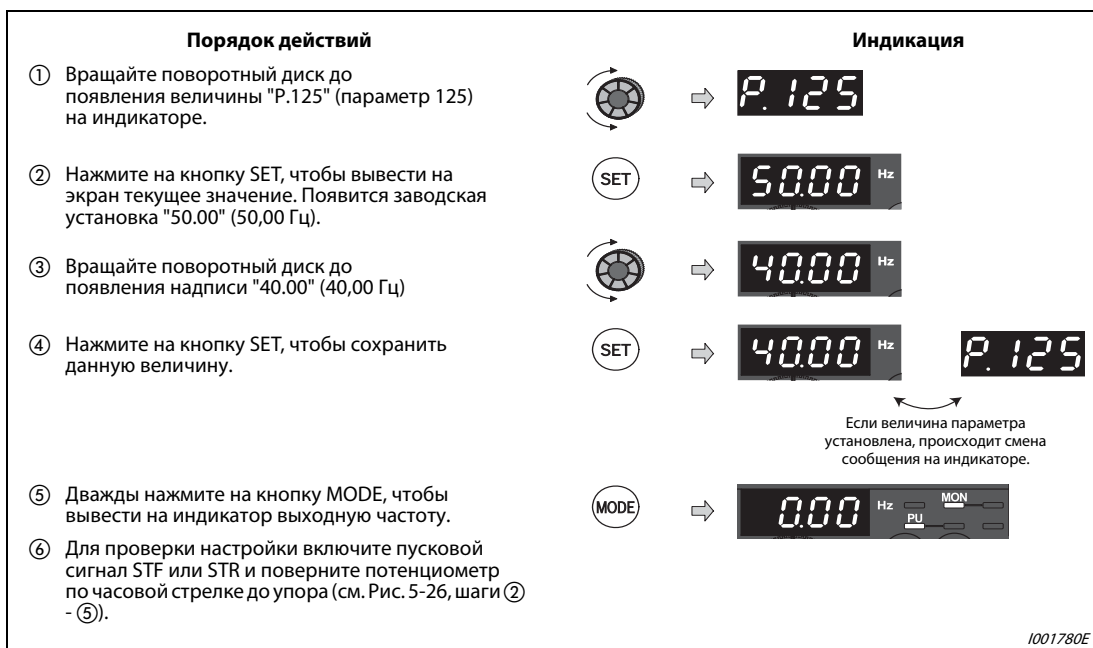 Порядок действий
Индикация
① Вращайте поворотный диск до
появления величины "P.125" (параметр 125)
на индикаторе.
P. 125
② Нажмите на кнопку SET, чтобы вывести на
экран текущее значение. Появится заводская
установка "50.00" (50,00 Гц).
SET
50.00 Hz
③ Вращайте поворотный диск до
появления надписи "40.00" (40,00 Гц)
40.00 Hz
④ Нажмите на кнопку SET, чтобы сохранить
данную величину.
SET
40.00 Hz
P. 125
Если величина параметра
установлена, происходит смена
сообщения на индикаторе.
⑤ Дважды нажмите на кнопку MODE, чтобы
вывести на индикатор выходную частоту.
MODE
0.00 Hz
MON
PU
⑥ Для проверки настройки включите пусковой
сигнал STF или STR и поверните потенциометр
по часовой стрелке до упора (см. Рис. 5-26, шаги ②
- ⑤).
I001780E